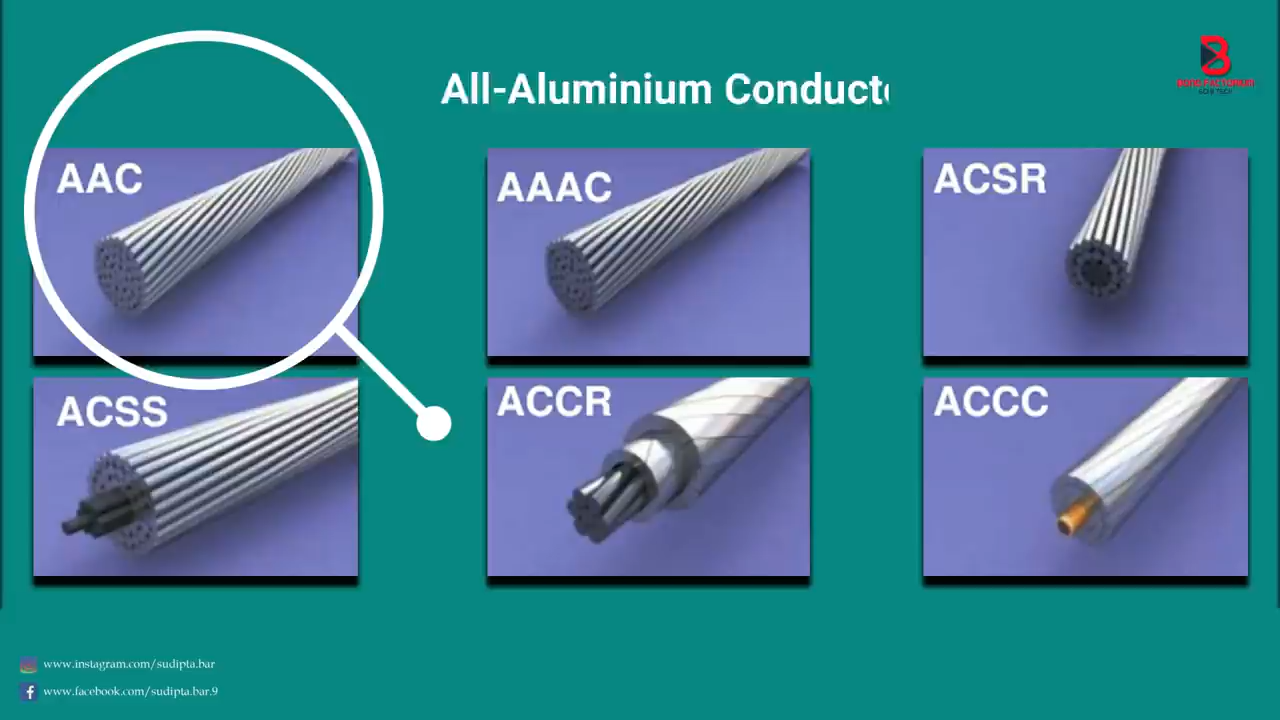 All-Aluminium Conduct
AAC
AAAC
ACSR
ACSS
ACCR
ACCC
www.instagram.com/sudipta.bar
www.facebook.com/sudipta.bar.9